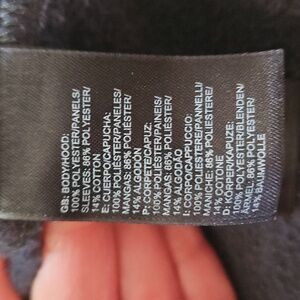 GB: BODY/HOOD:
100% POLYESTER/PANELS/
SLEES: 86% POLYESTER/
14% COTTON
E: CUERPO/CAPUCHA:
100% POLIÉSTER/PANELES/
MANGAS: 86% POLIÉSTER/
14% ALGODÓN
P: CORPETE/CAPUZ:
100% POLIÉSTER/PAINÉIS/
MANGAS: 86% POLIÉSTER/
14% ALGODÃO
I: CORPO/CAPPUCCIO:
100% POLIESTERE/PANNELLI/
MANICHE: 86% POLIESTERE/
14% COTONE
D: KÖRPER/KAPUZE:
100% POLYESTER/BLENDEN/
ÄRMEL: 86% POLYESTER/
14% BAUMWOLLE